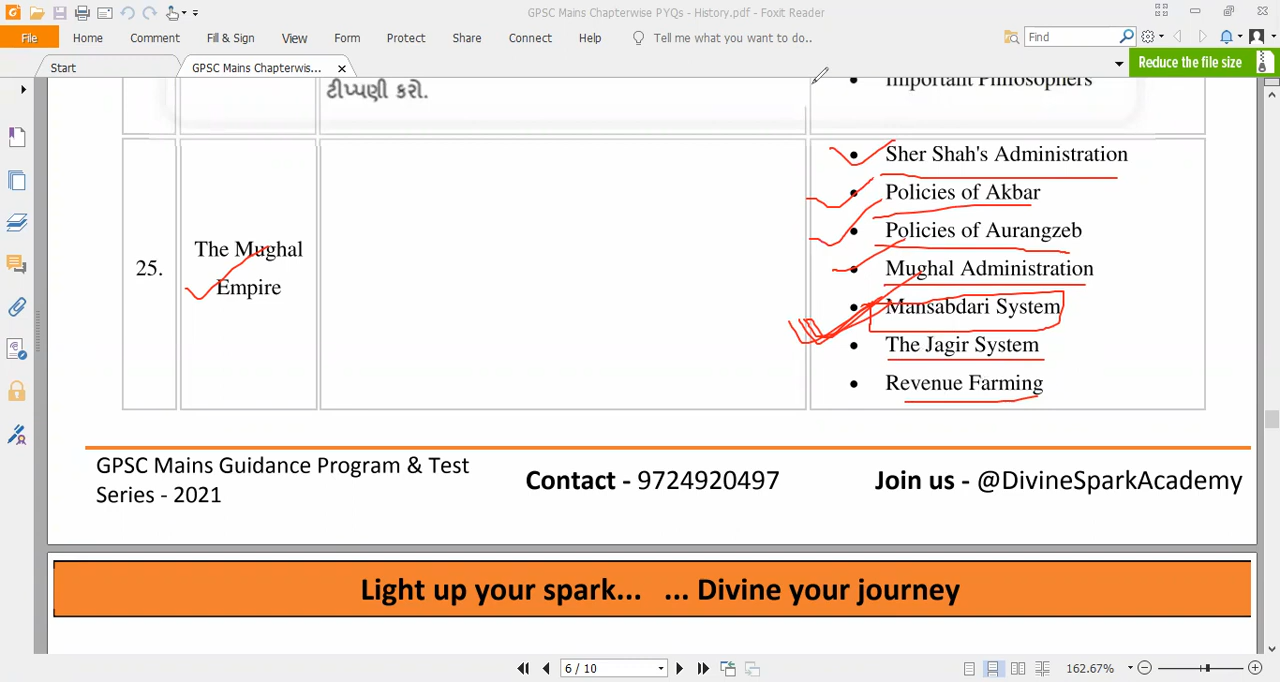 GPSC Mains Chapterwise PYQs - History.pdf - Foxit Reader
File Home Comment Fill & Sign View Form Protect Share Connect Help Tell me what you want to do.. Find
Start GPSC Mains Chapterwis... Reduce the file size
ટીપ્પણી કરો.
• Important Philosophers
25.
The Mughal
Empire
• Sher Shah's Administration
• Policies of Akbar
• Policies of Aurangzeb
• Mughal Administration
• Mansabdari System
• The Jagir System
• Revenue Farming
GPSC Mains Guidance Program & Test
Series - 2021
Contact - 9724920497
Join us - @DivineSparkAcademy
Light up your spark... ... Divine your journey
6 / 10 162.67%